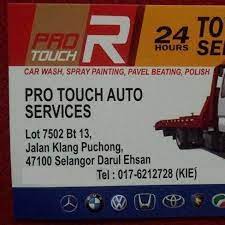 PRO
TOUCH
R
24
HOURS
TO
SE
CAR WASH, SPRAY PAINTING, PAVEL BEATING, POLISH
PRO TOUCH AUTO
SERVICES
Lot 7502 Bt 13,
Jalan Klang Puchong,
47100 Selangor Darul Ehsan
Tel : 017-6212728 (KIE)